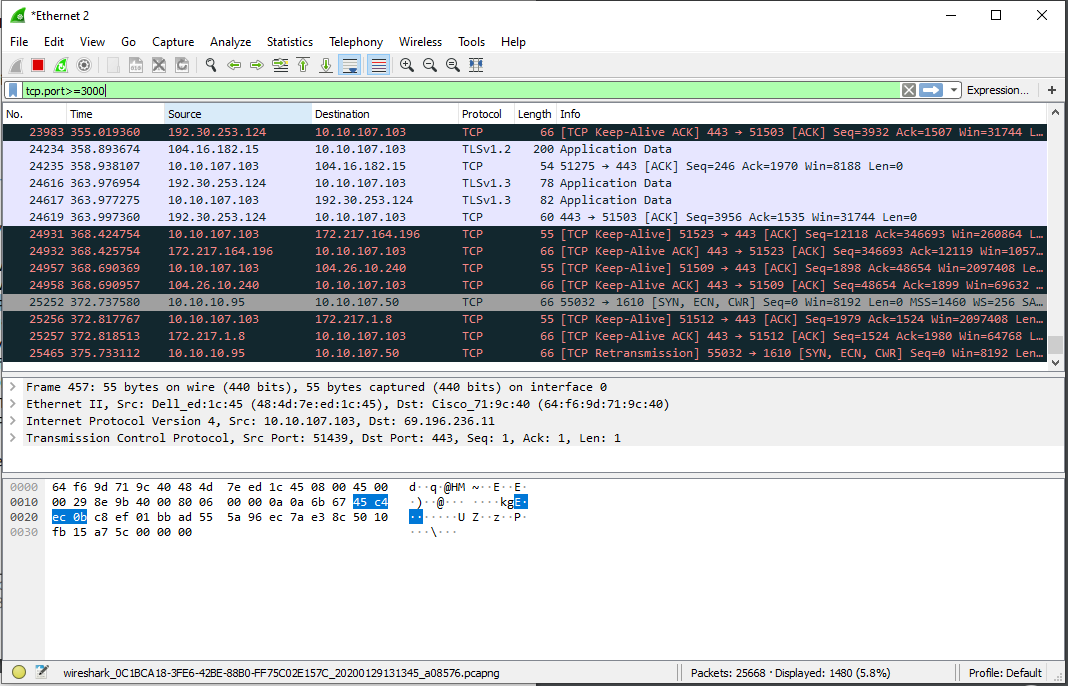 *Ethernet 2
File Edit View Go Capture Analyze Statistics Telephony Wireless Tools Help
tcp.port>=3000 Expression... +
No. Time Source Destination Protocol Length Info
23983 355.019360 192.30.253.124 10.10.107.103 TCP 66 [TCP Keep-Alive ACK] 443 → 51503 [ACK] Seq=3932 Ack=1507 Win=31744 L…
24234 358.893674 104.16.182.15 10.10.107.103 TLSv1.2 200 Application Data
24235 358.938107 10.10.107.103 104.16.182.15 TCP 54 51275 → 443 [ACK] Seq=246 Ack=1970 Win=8188 Len=0
24616 363.976954 192.30.253.124 10.10.107.103 TLSv1.3 78 Application Data
24617 363.977275 10.10.107.103 192.30.253.124 TLSv1.3 82 Application Data
24619 363.997360 192.30.253.124 10.10.107.103 TCP 60 443 → 51503 [ACK] Seq=3956 Ack=1535 Win=31744 Len=0
24931 368.424754 10.10.107.103 172.217.164.196 TCP 55 [TCP Keep-Alive] 51523 → 443 [ACK] Seq=12118 Ack=346693 Win=260864 L…
24932 368.425754 172.217.164.196 10.10.107.103 TCP 66 [TCP Keep-Alive ACK] 443 → 51523 [ACK] Seq=346693 Ack=12119 Win=1057…
24957 368.690369 10.10.107.103 104.26.10.240 TCP 55 [TCP Keep-Alive] 51509 → 443 [ACK] Seq=1898 Ack=48654 Win=2097408 L…
24958 368.690957 104.26.10.240 10.10.107.103 TCP 66 [TCP Keep-Alive ACK] 443 → 51509 [ACK] Seq=48654 Ack=1899 Win=69632 …
25252 372.737580 10.10.10.95 10.10.107.50 TCP 66 55032 → 1610 [SYN, ECN, CWR] Seq=0 Win=8192 Len=0 MSS=1460 WS=256 SA…
25256 372.817767 10.10.107.103 172.217.1.8 TCP 55 [TCP Keep-Alive] 51512 → 443 [ACK] Seq=1979 Ack=1524 Win=2097408 Len…
25257 372.818513 172.217.1.8 10.10.107.103 TCP 66 [TCP Keep-Alive ACK] 443 → 51512 [ACK] Seq=1524 Ack=1980 Win=64768 L…
25465 375.733112 10.10.10.95 10.10.107.50 TCP 66 [TCP Retransmission] 55032 → 1610 [SYN, ECN, CWR] Seq=0 Win=8192 Len…
Frame 457: 55 bytes on wire (440 bits), 55 bytes captured (440 bits) on interface 0
Ethernet II, Src: Dell_ed:1c:45 (48:4d:7e:ed:1c:45), Dst: Cisco_71:9c:40 (64:f6:9d:71:9c:40)
Internet Protocol Version 4, Src: 10.10.107.103, Dst: 69.196.236.11
Transmission Control Protocol, Src Port: 51439, Dst Port: 443, Seq: 1, Ack: 1, Len: 1
0000 64 f6 9d 71 9c 40 48 4d 7e ed 1c 45 08 00 45 00 d··q·@HM ~··E··E·
0010 00 29 8e 9b 40 00 80 06 00 00 0a 0a 6b 67 45 c4 ·)··@··· ····kgE·
0020 ec 0b c8 ef 01 bb ad 55 5a 96 ec 7a e3 8c 50 10 ·······U Z··z··P·
0030 fb 15 a7 5c 00 00 00 ···\···
wireshark_0C1BCA18-3FE6-42BE-88B0-FF75C02E157C_20200129131345_a08576.pcapng Packets: 25668 · Displayed: 1480 (5.8%) Profile: Default